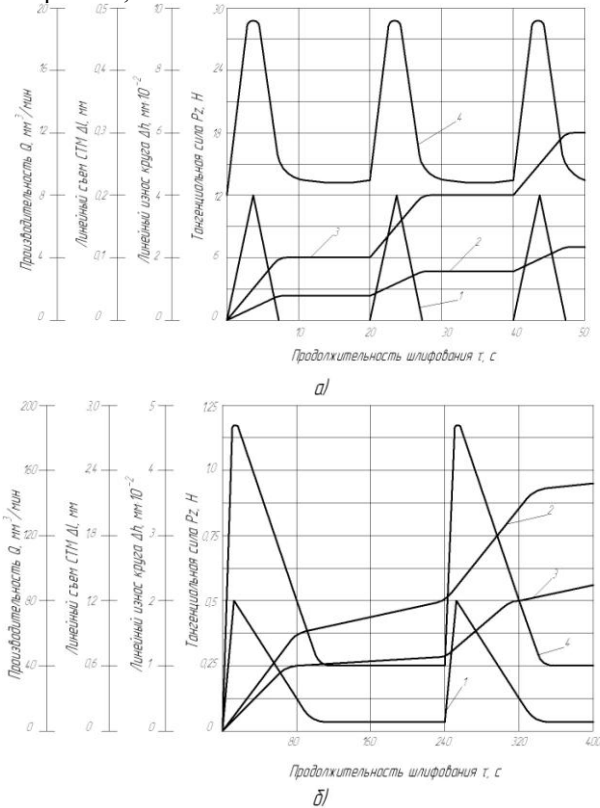 20 0,5 10 30
16 0,4 8 24
12 0,3 6 18
8 0,2 4 12
4 0,1 2 6
0 0 0 0
Производительность Q, мм³/мин
Линейный съем СТМ Δl, мм
Линейный износ круга Δh, мм 10⁻²
Тангенциальная сила Pz, Н
4
3
2
1
10 20 30 40 50
Продолжительность шлифования τ, с
а)
200 3,0 5 1,25
160 2,4 4 1,0
120 1,8 3 0,75
80 1,2 2 0,5
40 0,6 1 0,25
0 0 0 0
Производительность Q, мм³/мин
Линейный съем СТМ Δl, мм
Линейный износ круга Δh, мм 10⁻²
Тангенциальная сила Pz, Н
2
3
4
1
80 160 240 320 400
Продолжительность шлифования τ, с
б)